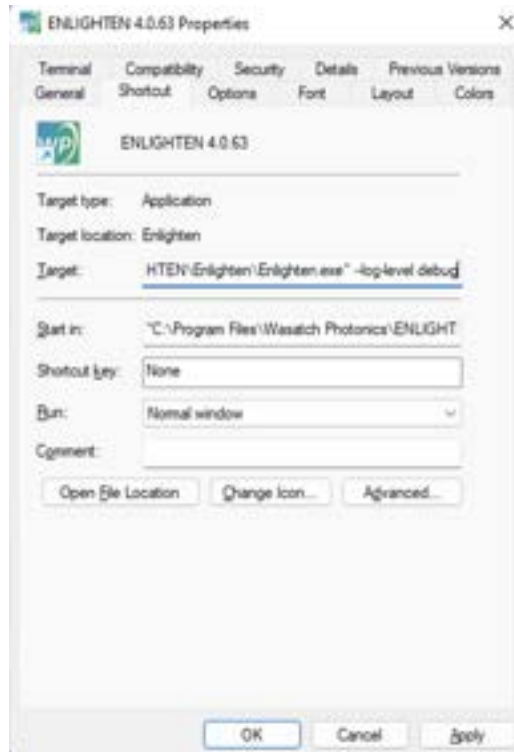 ENLIGHTEN 4.0.63 Properties
Terminal Compatibility Security Details Previous Versions
General Shortcut Options Font Layout Colors
WP
ENLIGHTEN 4.0.63
Target type: Application
Target location: Enlighten
Target: HTEN\Enlighten\Enlighten.exe" --log-level debug
Start in: "C:\Program Files\Wasatch Photonics\ENLIGHT
Shortcut key: None
Run: Normal window
Comment:
Open File Location Change Icon... Advanced...
OK Cancel Apply